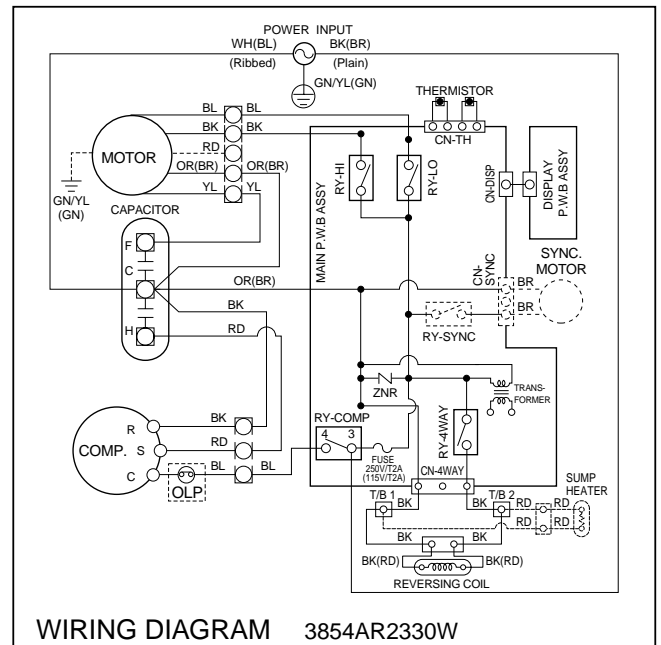 POWER INPUT
WH(BL) BK(BR)
(Ribbed) (Plain)
GN/YL(GN)
THERMISTOR
CN-TH
BL BL
BK BK
RD
OR(BR) OR(BR)
YL YL
MOTOR
GN/YL
(GN)
CAPACITOR
F
C
H
MAIN P.W.B ASSY
RY-HI
RY-LO
CN-DISP
DISPLAY
P.W.B ASSY
SYNC.
MOTOR
CN-
SYNC
BR
BR
OR(BR)
BK
RD
RY-SYNC
ZNR
TRANS-
FORMER
RY-COMP
4 3
RY-4WAY
FUSE
250V/T2A
(115V/T2A)
CN-4WAY
COMP.
R
S
C
BK
RD
BL BL
OLP
SUMP
HEATER
T/B 1 BK
BK T/B 2
RD RD
RD RD
BK BK
BK(RD) BK(RD)
REVERSING COIL
WIRING DIAGRAM 3854AR2330W